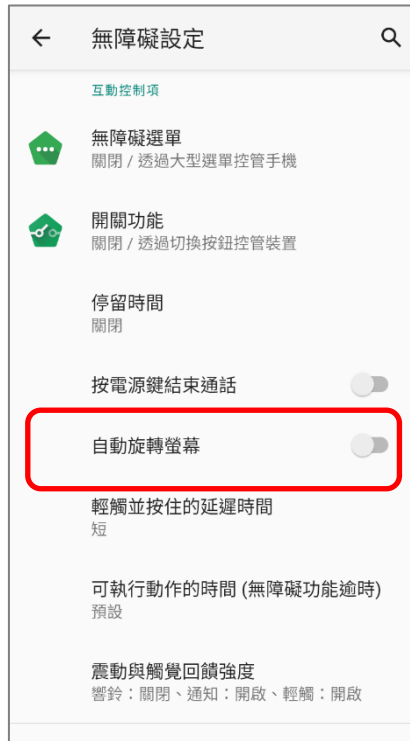 無障礙設定
互動控制項
無障礙選單
關閉 / 透過大型選單控管手機
開關功能
關閉 / 透過切換按鈕控管裝置
停留時間
關閉
按電源鍵結束通話
自動旋轉螢幕
輕觸並按住的延遲時間
短
可執行動作的時間 (無障礙功能逾時)
預設
震動與觸覺回饋強度
響鈴：關閉、通知：開啟、輕觸：開啟